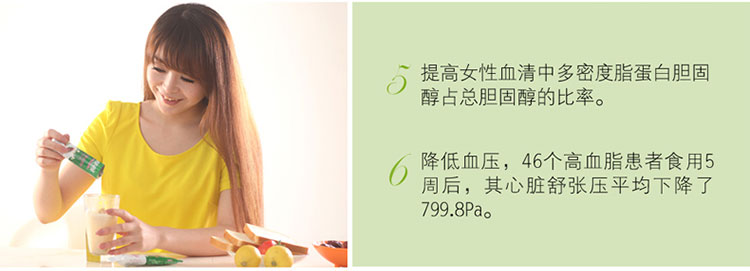 5 提高女性血清中多密度脂蛋白胆固
醇占总胆固醇的比率。
6 降低血压，46个高血脂患者食用5
周后，其心脏舒张压平均下降了
799.8Pa。